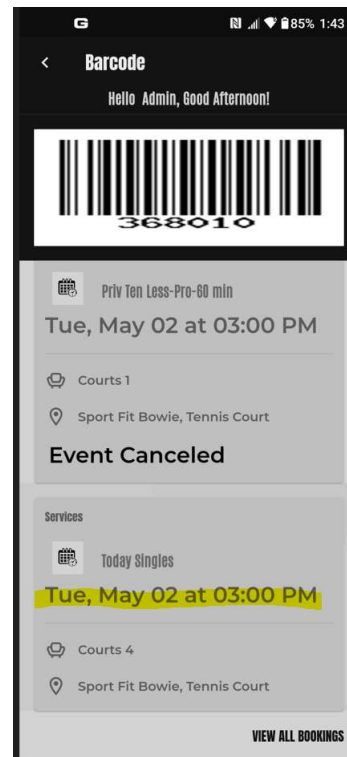 G 85% 1:43
Barcode
Hello Admin, Good Afternoon!
368010
Priv Ten Less-Pro-60 min
Tue, May 02 at 03:00 PM
Courts 1
Sport Fit Bowie, Tennis Court
Event Canceled
Services
Today Singles
Tue, May 02 at 03:00 PM
Courts 4
Sport Fit Bowie, Tennis Court
VIEW ALL BOOKINGS